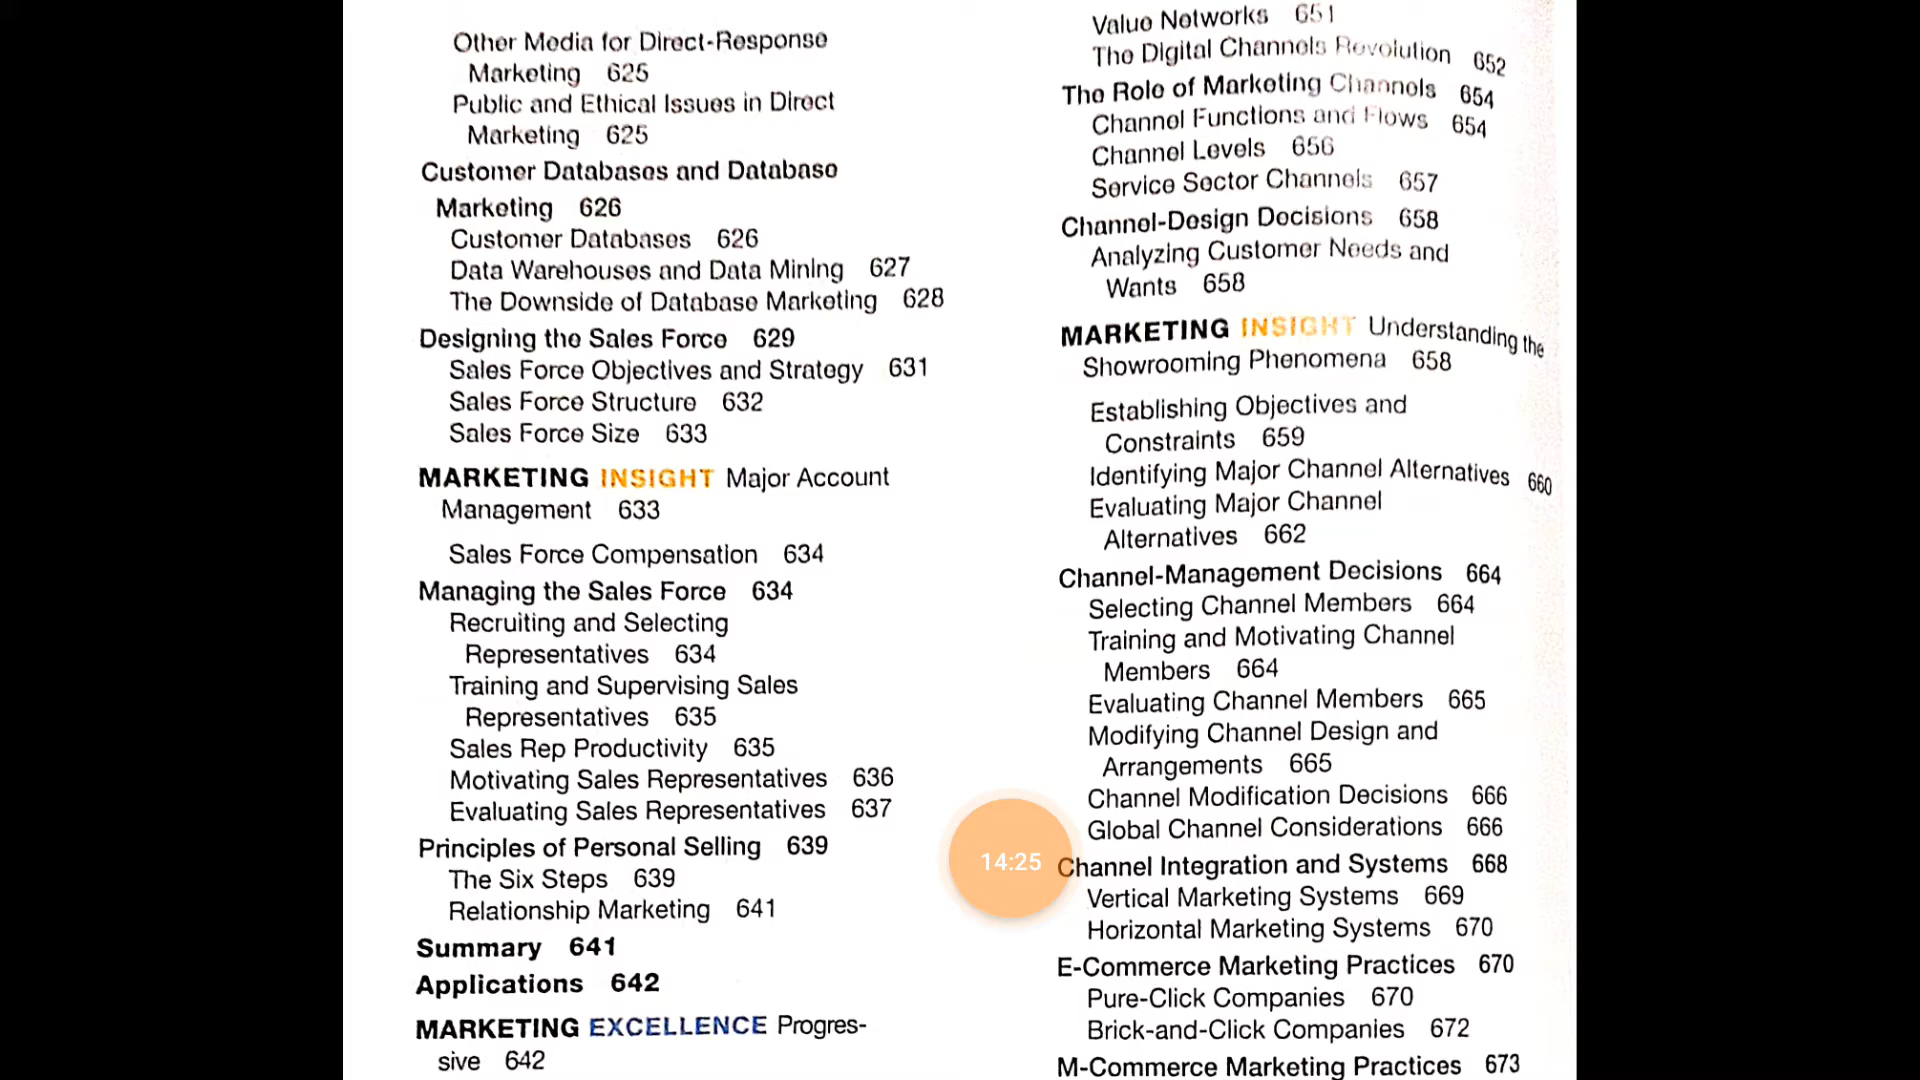 Other Media for Direct-Response
Marketing 625
Public and Ethical Issues in Direct
Marketing 625
Customer Databases and Database
Marketing 626
Customer Databases 626
Data Warehouses and Data Mining 627
The Downside of Database Marketing 628
Designing the Sales Force 629
Sales Force Objectives and Strategy 631
Sales Force Structure 632
Sales Force Size 633
MARKETING INSIGHT Major Account
Management 633
Sales Force Compensation 634
Managing the Sales Force 634
Recruiting and Selecting
Representatives 634
Training and Supervising Sales
Representatives 635
Sales Rep Productivity 635
Motivating Sales Representatives 636
Evaluating Sales Representatives 637
Principles of Personal Selling 639
The Six Steps 639
Relationship Marketing 641
Summary 641
Applications 642
MARKETING EXCELLENCE Progres-
sive 642
Value Networks 651
The Digital Channels Revolution 652
The Role of Marketing Channels 654
Channel Functions and Flows 654
Channel Levels 656
Service Sector Channels 657
Channel-Design Decisions 658
Analyzing Customer Needs and
Wants 658
MARKETING INSIGHT Understanding the
Showrooming Phenomena 658
Establishing Objectives and
Constraints 659
Identifying Major Channel Alternatives 660
Evaluating Major Channel
Alternatives 662
Channel-Management Decisions 664
Selecting Channel Members 664
Training and Motivating Channel
Members 664
Evaluating Channel Members 665
Modifying Channel Design and
Arrangements 665
Channel Modification Decisions 666
Global Channel Considerations 666
Channel Integration and Systems 668
Vertical Marketing Systems 669
Horizontal Marketing Systems 670
E-Commerce Marketing Practices 670
Pure-Click Companies 670
Brick-and-Click Companies 672
M-Commerce Marketing Practices 673
14:25